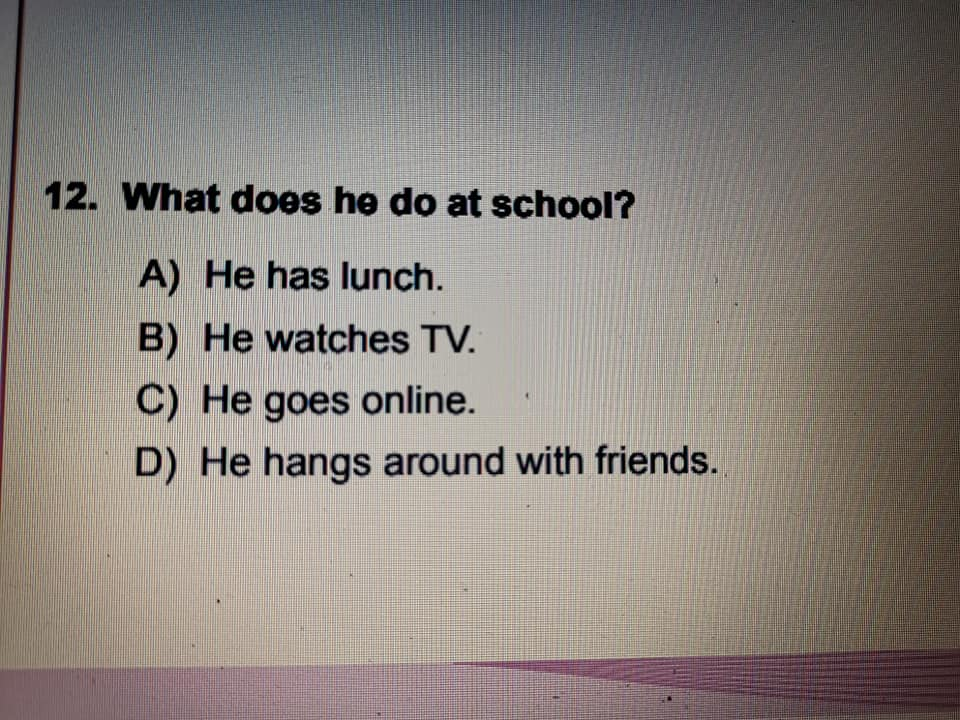 12. What does he do at school?
A) He has lunch.
B) He watches TV.
C) He goes online.
D) He hangs around with friends.